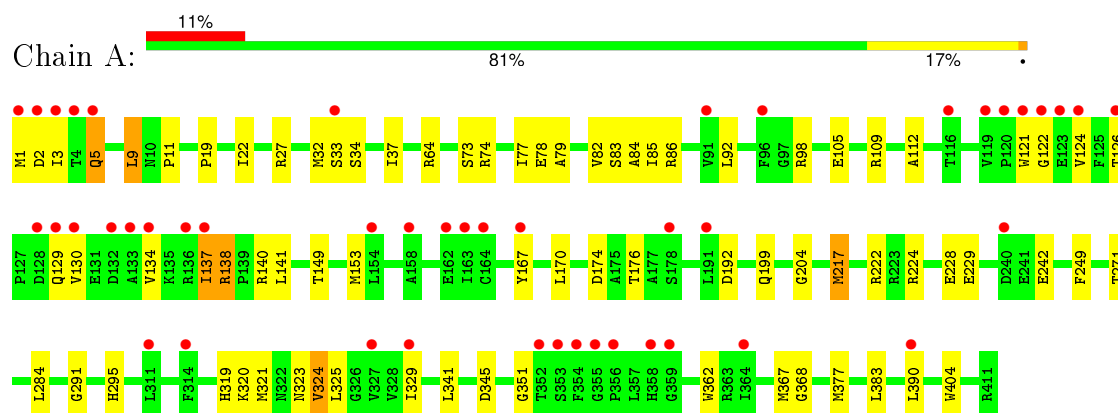 11%
Chain A:
81% 17% •
M1 D2 I3 T4 Q5 L9 N10 P11 P19 I22 R27 M32 S33 S34 I37 R64 S73 R74 I77 E78 A79 V82 S83 A84 I85 R86 V91 L92 F96 G97 R98 E105 R109 A112 T116 V119 P120 W121 G122 E123 V124 F125 T126
P127 D128 Q129 V130 E131 D132 A133 V134 K135 R136 I137 R138 P139 R140 L141 T149 M153 L154 A158 E162 I163 C164 Y167 L170 D174 A175 T176 A177 S178 L191 D192 Q199 G204 M217 R222 R223 R224 E228 E229 D240 E241 E242 F249 T271
L284 G291 H295 L311 F314 H319 K320 M321 N322 N323 V324 L325 G326 V327 V328 I329 L341 D345 G351 T352 S353 F354 G355 P356 L357 H358 G359 W362 R363 I364 M367 G368 M377 L383 L390 W404 R411